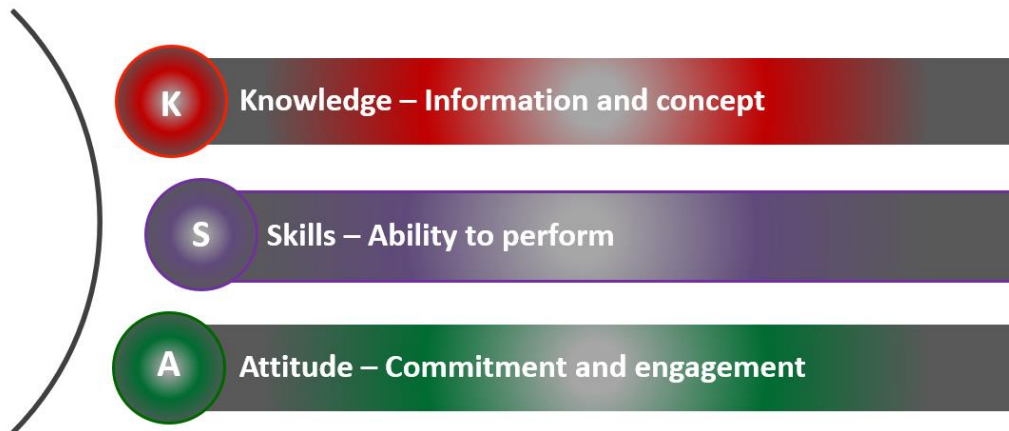 K Knowledge – Information and concept
S Skills – Ability to perform
A Attitude – Commitment and engagement